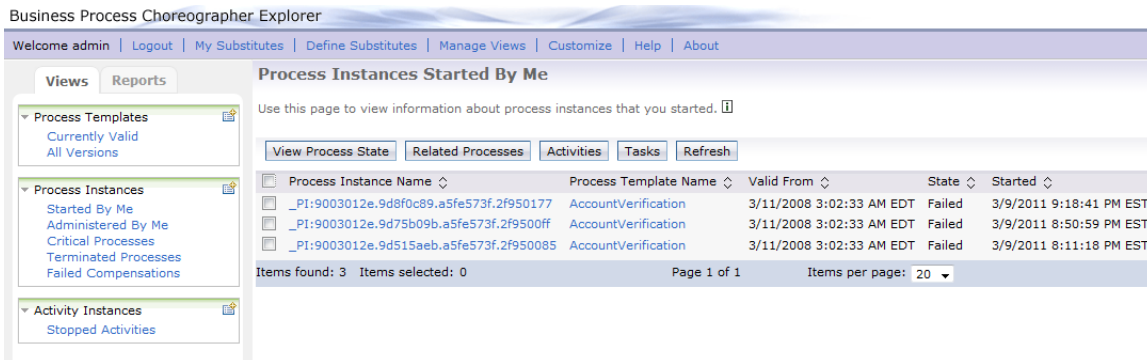 Business Process Choreographer Explorer
Welcome admin | Logout | My Substitutes | Define Substitutes | Manage Views | Customize | Help | About
Views Reports
Process Templates
Currently Valid
All Versions
Process Instances
Started By Me
Administered By Me
Critical Processes
Terminated Processes
Failed Compensations
Activity Instances
Stopped Activities
Process Instances Started By Me
Use this page to view information about process instances that you started. i
View Process State Related Processes Activities Tasks Refresh
Process Instance Name Process Template Name Valid From State Started
_PI:9003012e.9d8f0c89.a5fe573f.2f950177 AccountVerification 3/11/2008 3:02:33 AM EDT Failed 3/9/2011 9:18:41 PM EST
_PI:9003012e.9d75b09b.a5fe573f.2f9500ff AccountVerification 3/11/2008 3:02:33 AM EDT Failed 3/9/2011 8:50:59 PM EST
_PI:9003012e.9d515aeb.a5fe573f.2f950085 AccountVerification 3/11/2008 3:02:33 AM EDT Failed 3/9/2011 8:11:18 PM EST
Items found: 3 Items selected: 0 Page 1 of 1 Items per page: 20